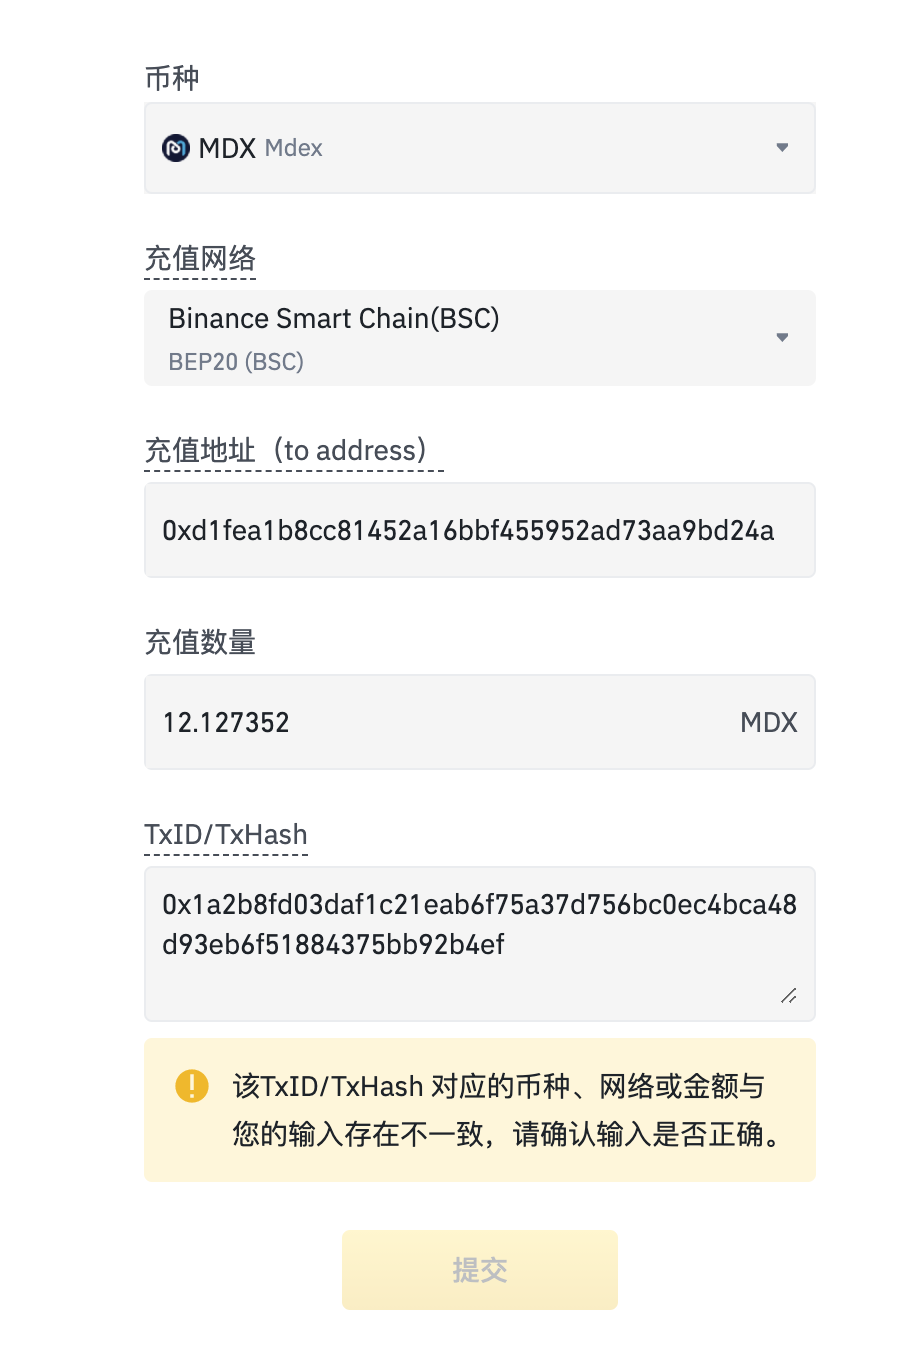 币种
MDX Mdex
充值网络
Binance Smart Chain(BSC)
BEP20 (BSC)
充值地址（to address）
0xd1fea1b8cc81452a16bbf455952ad73aa9bd24a
充值数量
12.127352 MDX
TxID/TxHash
0x1a2b8fd03daf1c21eab6f75a37d756bc0ec4bca48
d93eb6f51884375bb92b4ef
该TxID/TxHash 对应的币种、网络或金额与
您的输入存在不一致，请确认输入是否正确。
提交